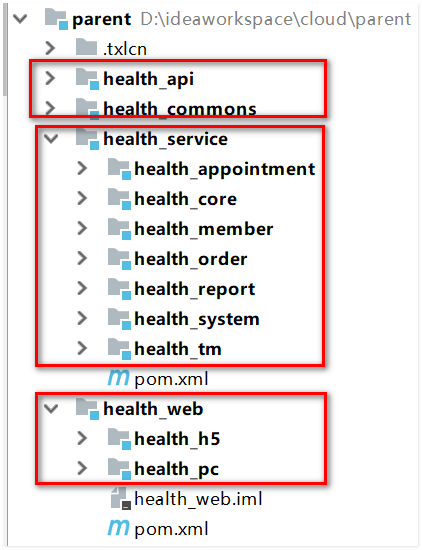 parent D:\ideaworkspace\cloud\parent
.txlcn
health_api
health_commons
health_service
health_appointment
health_core
health_member
health_order
health_report
health_system
health_tm
pom.xml
health_web
health_h5
health_pc
health_web.iml
pom.xml